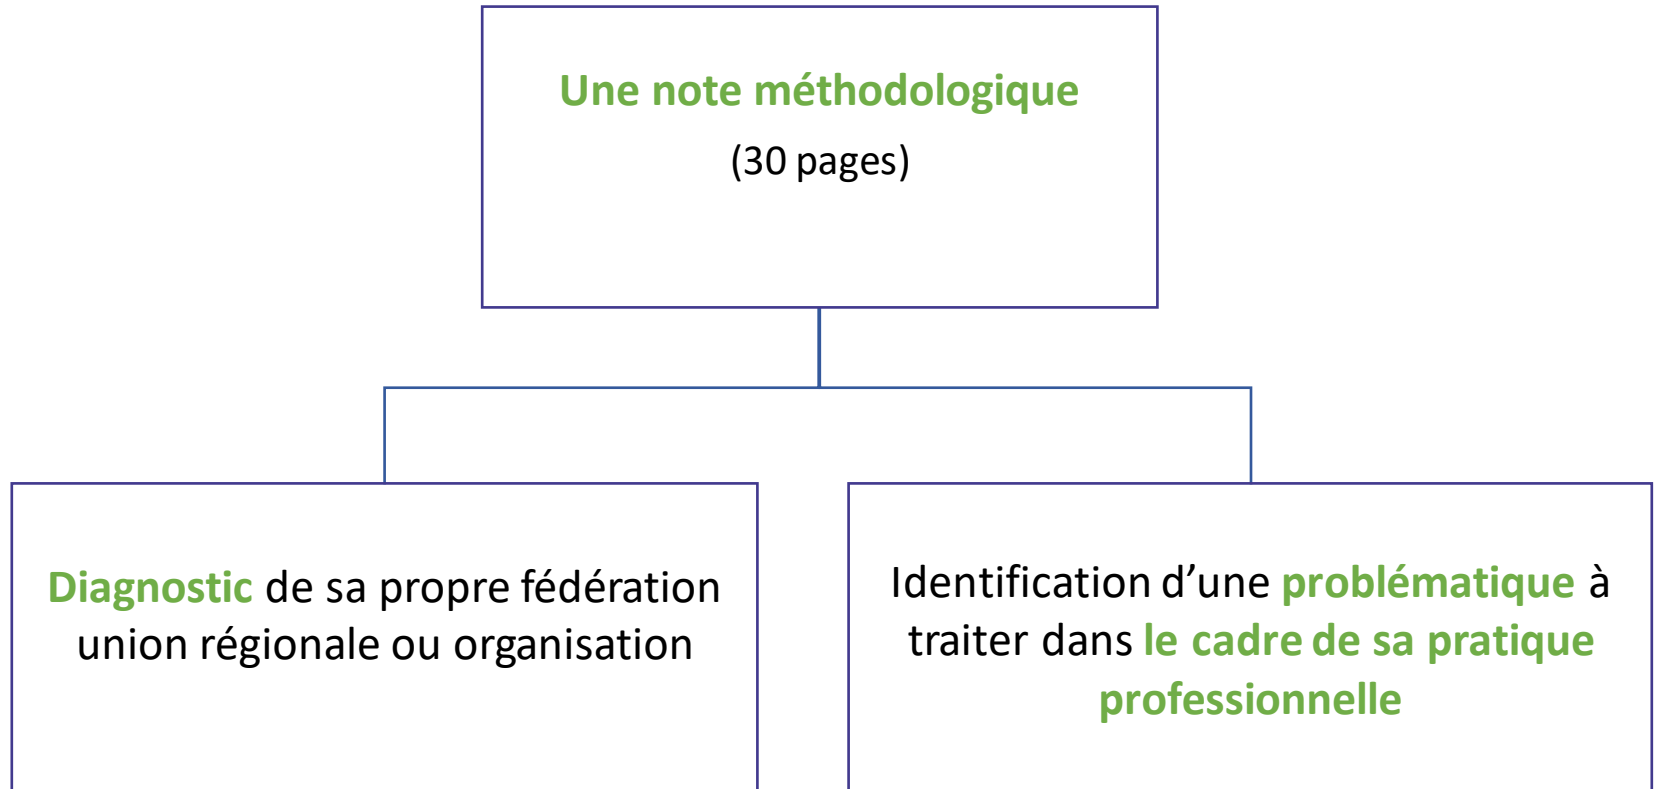 Une note méthodologique
(30 pages)
Diagnostic de sa propre fédération
union régionale ou organisation
Identification d’une problématique à
traiter dans le cadre de sa pratique
professionnelle